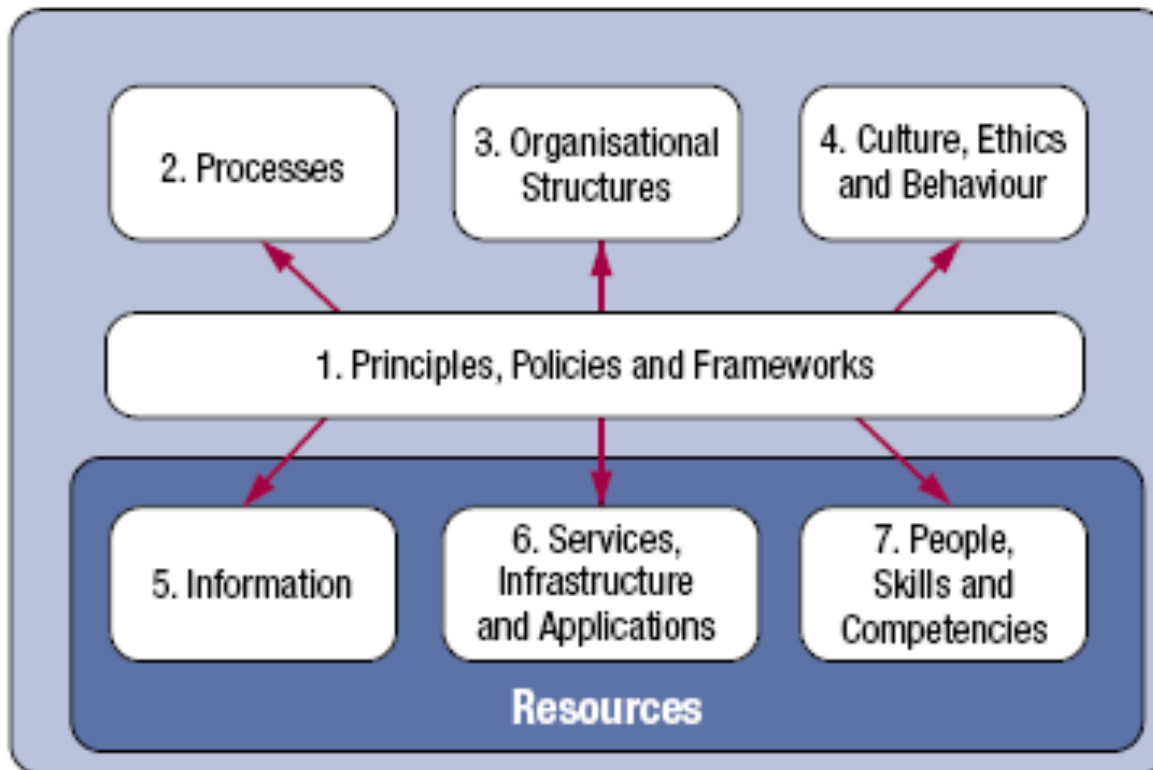 2. Processes
3. Organisational
Structures
4. Culture, Ethics
and Behaviour
1. Principles, Policies and Frameworks
5. Information
6. Services,
Infrastructure
and Applications
7. People,
Skills and
Competencies
Resources